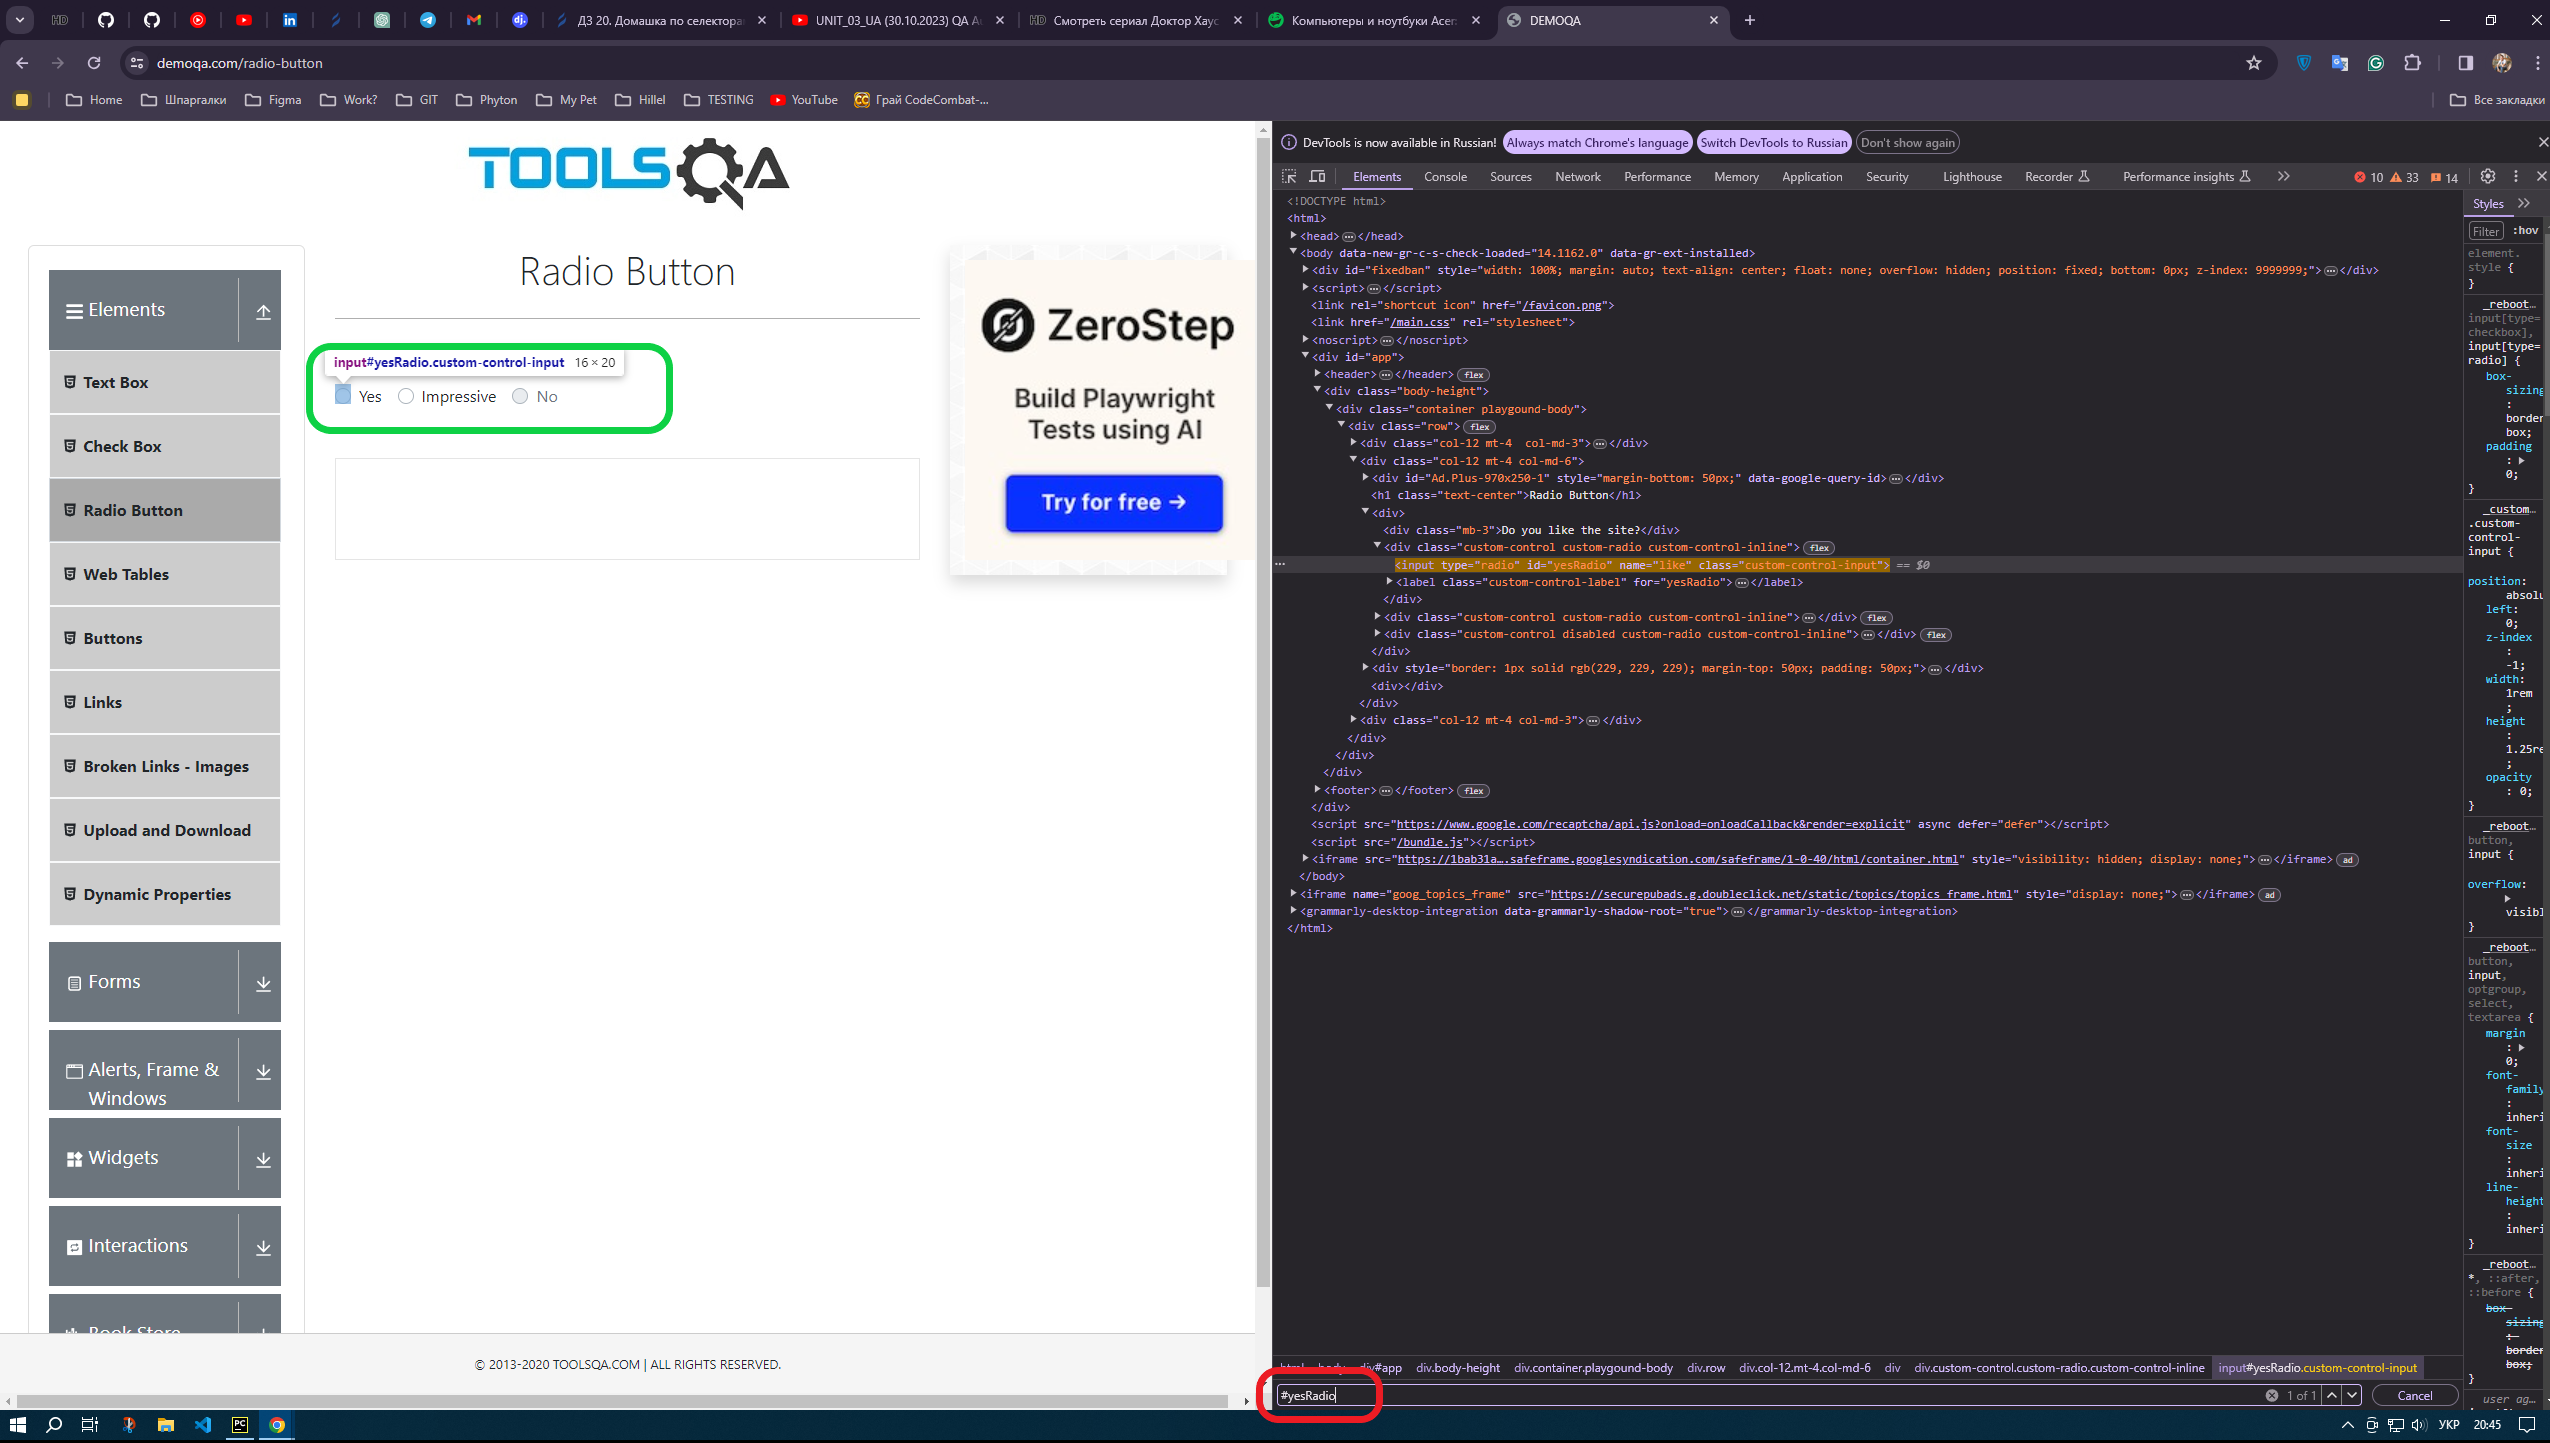 HD
ДЗ 20. Домашка по селектора
UNIT_03_UA (30.10.2023) QA A
HD Смотреть сериал Доктор Хаус
Компьютеры и ноутбуки Acer:
DEMOQA
demoqa.com/radio-button
Home
Шпаргалки
Figma
Work?
GIT
Phyton
My Pet
Hillel
TESTING
YouTube
Грай CodeCombat-...
Все закладки
TOOLSQA
Elements
Text Box
Check Box
Radio Button
Web Tables
Buttons
Links
Broken Links - Images
Upload and Download
Dynamic Properties
Forms
Alerts, Frame &
Windows
Widgets
Interactions
Book Store
Radio Button
input#yesRadio.custom-control-input 16 × 20
Yes Impressive No
ZeroStep
Build Playwright
Tests using AI
Try for free →
© 2013-2020 TOOLSQA.COM | ALL RIGHTS RESERVED.
DevTools is now available in Russian! Always match Chrome's language Switch DevTools to Russian Don't show again
Elements Console Sources Network Performance Memory Application Security Lighthouse Recorder Performance insights 10 33 14
<!DOCTYPE html>
<html>
<head>…</head>
<body data-new-gr-c-s-check-loaded="14.1162.0" data-gr-ext-installed>
<div id="fixedban" style="width: 100%; margin: auto; text-align: center; float: none; overflow: hidden; position: fixed; bottom: 0px; z-index: 9999999;">…</div>
<script>…</script>
<link rel="shortcut icon" href="/favicon.png">
<link href="/main.css" rel="stylesheet">
<noscript>…</noscript>
<div id="app">
<header>…</header> flex
<div class="body-height">
<div class="container playgound-body">
<div class="row"> flex
<div class="col-12 mt-4  col-md-3">…</div>
<div class="col-12 mt-4 col-md-6">
<div id="Ad.Plus-970x250-1" style="margin-bottom: 50px;" data-google-query-id>…</div>
<h1 class="text-center">Radio Button</h1>
<div>
<div class="mb-3">Do you like the site?</div>
<div class="custom-control custom-radio custom-control-inline"> flex
<input type="radio" id="yesRadio" name="like" class="custom-control-input"> == $0
<label class="custom-control-label" for="yesRadio">…</label>
</div>
<div class="custom-control custom-radio custom-control-inline">…</div> flex
<div class="custom-control disabled custom-radio custom-control-inline">…</div> flex
</div>
<div style="border: 1px solid rgb(229, 229, 229); margin-top: 50px; padding: 50px;">…</div>
<div></div>
</div>
<div class="col-12 mt-4 col-md-3">…</div>
</div>
</div>
</div>
<footer>…</footer> flex
</div>
<script src="https://www.google.com/recaptcha/api.js?onload=onloadCallback&render=explicit" async defer="defer"></script>
<script src="/bundle.js"></script>
<iframe src="https://1bab31a….safeframe.googlesyndication.com/safeframe/1-0-40/html/container.html" style="visibility: hidden; display: none;">…</iframe> ad
</body>
<iframe name="goog_topics_frame" src="https://securepubads.g.doubleclick.net/static/topics/topics_frame.html" style="display: none;">…</iframe> ad
<grammarly-desktop-integration data-grammarly-shadow-root="true">…</grammarly-desktop-integration>
</html>
Styles
Filter :hov
element.
style {
}
_reboot…
input[type=
checkbox],
input[type=
radio] {
box-
sizing
:
border
box;
padding
:
0;
}
_custom…
.custom-
control-
input {
position:
absolu
left:
0;
z-index
:
-1;
width:
1rem
;
height
:
1.25re
;
opacity
: 0;
}
_reboot…
button,
input {
overflow:
visibl
}
_reboot…
button,
input,
optgroup,
select,
textarea {
margin
:
0;
font-
family
:
inheri
font-
size
:
inheri
line-
height
:
inheri
}
_reboot…
*, ::after,
::before {
box-
sizing
:
border
box;
}
user ag…
html body div#app div.body-height div.container.playgound-body div.row div.col-12.mt-4.col-md-6 div div.custom-control.custom-radio.custom-control-inline input#yesRadio.custom-control-input
#yesRadio 1 of 1 Cancel
PC
УКР 20:45